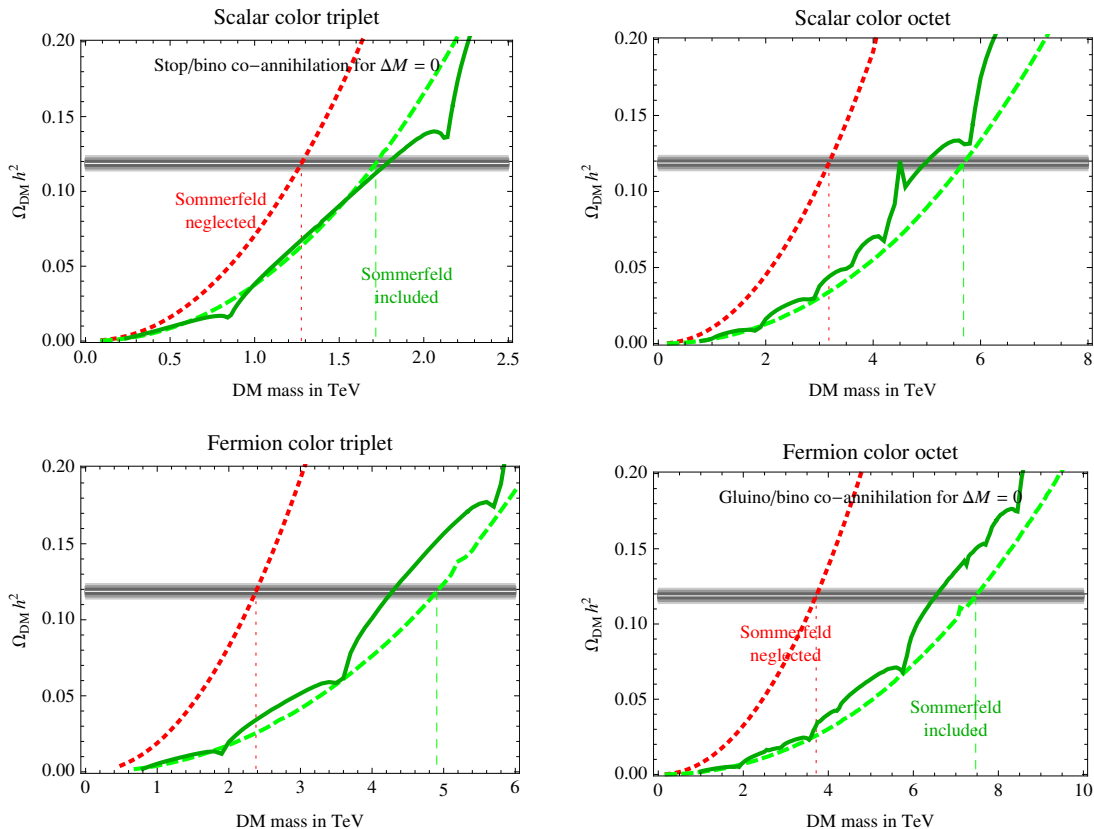 Scalar color triplet
Stop/bino co-annihilation for ΔM = 0
Sommerfeld
neglected
Sommerfeld
included
0.20
0.15
0.10
0.05
0.00
Ω_DM h²
0.0 0.5 1.0 1.5 2.0 2.5
DM mass in TeV
Scalar color octet
0.20
0.15
0.10
0.05
0.00
Ω_DM h²
0 2 4 6 8
DM mass in TeV
Fermion color triplet
0.20
0.15
0.10
0.05
0.00
Ω_DM h²
0 1 2 3 4 5 6
DM mass in TeV
Fermion color octet
Gluino/bino co-annihilation for ΔM = 0
Sommerfeld
neglected
Sommerfeld
included
0.20
0.15
0.10
0.05
0.00
Ω_DM h²
0 2 4 6 8 10
DM mass in TeV